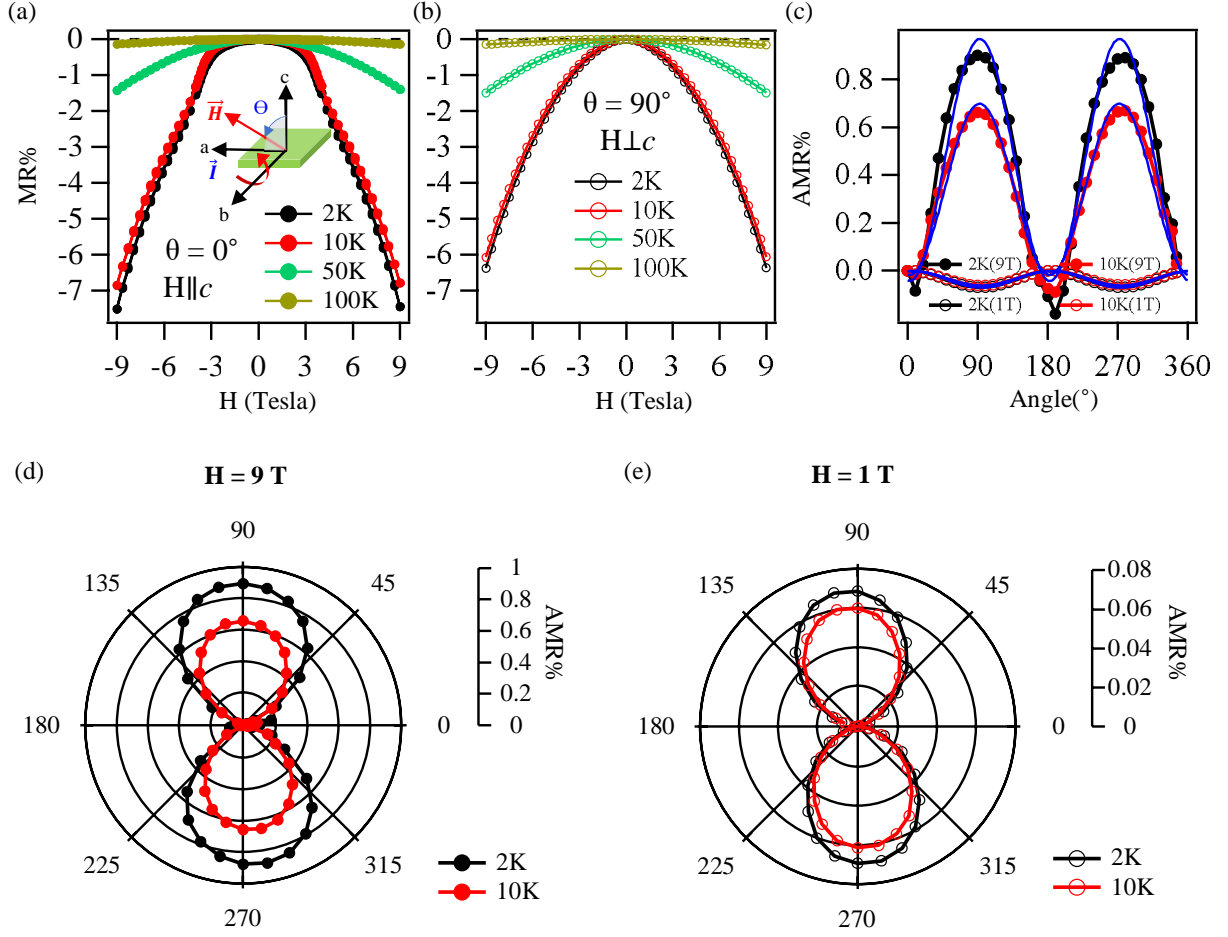 (a)
(b)
(c)
0
-1
-2
-3
-4
-5
-6
-7
MR%
-9 -6 -3 0 3 6 9
H (Tesla)
c
Θ
H
a
I
b
θ = 0°
H∥c
2K
10K
50K
100K
0
-1
-2
-3
-4
-5
-6
-7
-9 -6 -3 0 3 6 9
H (Tesla)
θ = 90°
H⊥c
2K
10K
50K
100K
0.8
0.6
0.4
0.2
0.0
AMR%
2K(9T) 10K(9T)
2K(1T) 10K(1T)
0 90 180 270 360
Angle(°)
(d)
H = 9 T
90
135 45
180 0
225 315
270
1
0.8
0.6
0.4
0.2
0
AMR%
2K
10K
(e)
H = 1 T
90
135 45
180 0
225 315
270
-0.08
-0.06
-0.04
-0.02
0
AMR%
2K
10K